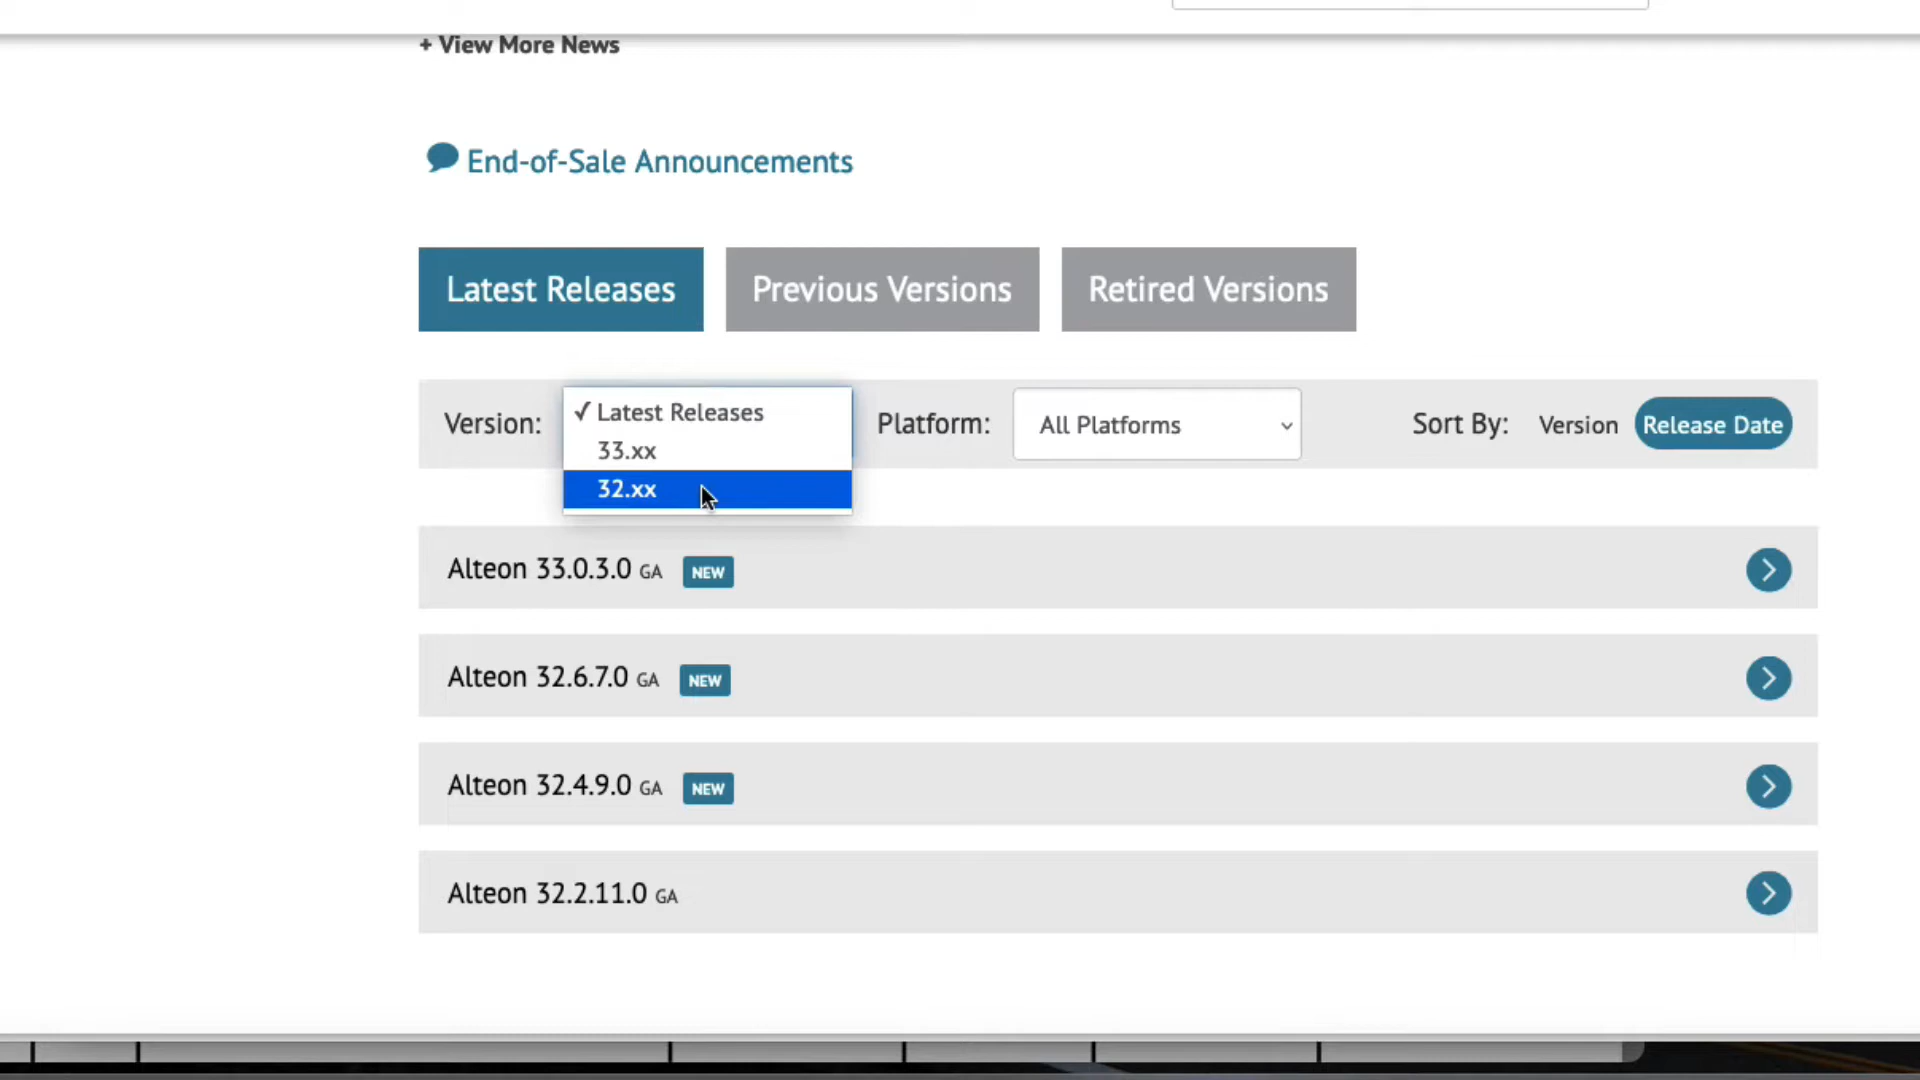 + View More News
End-of-Sale Announcements
Latest Releases Previous Versions Retired Versions
Version: ✓ Latest Releases Platform: All Platforms Sort By: Version Release Date
33.xx
32.xx
Alteon 33.0.3.0 GA NEW
Alteon 32.6.7.0 GA NEW
Alteon 32.4.9.0 GA NEW
Alteon 32.2.11.0 GA